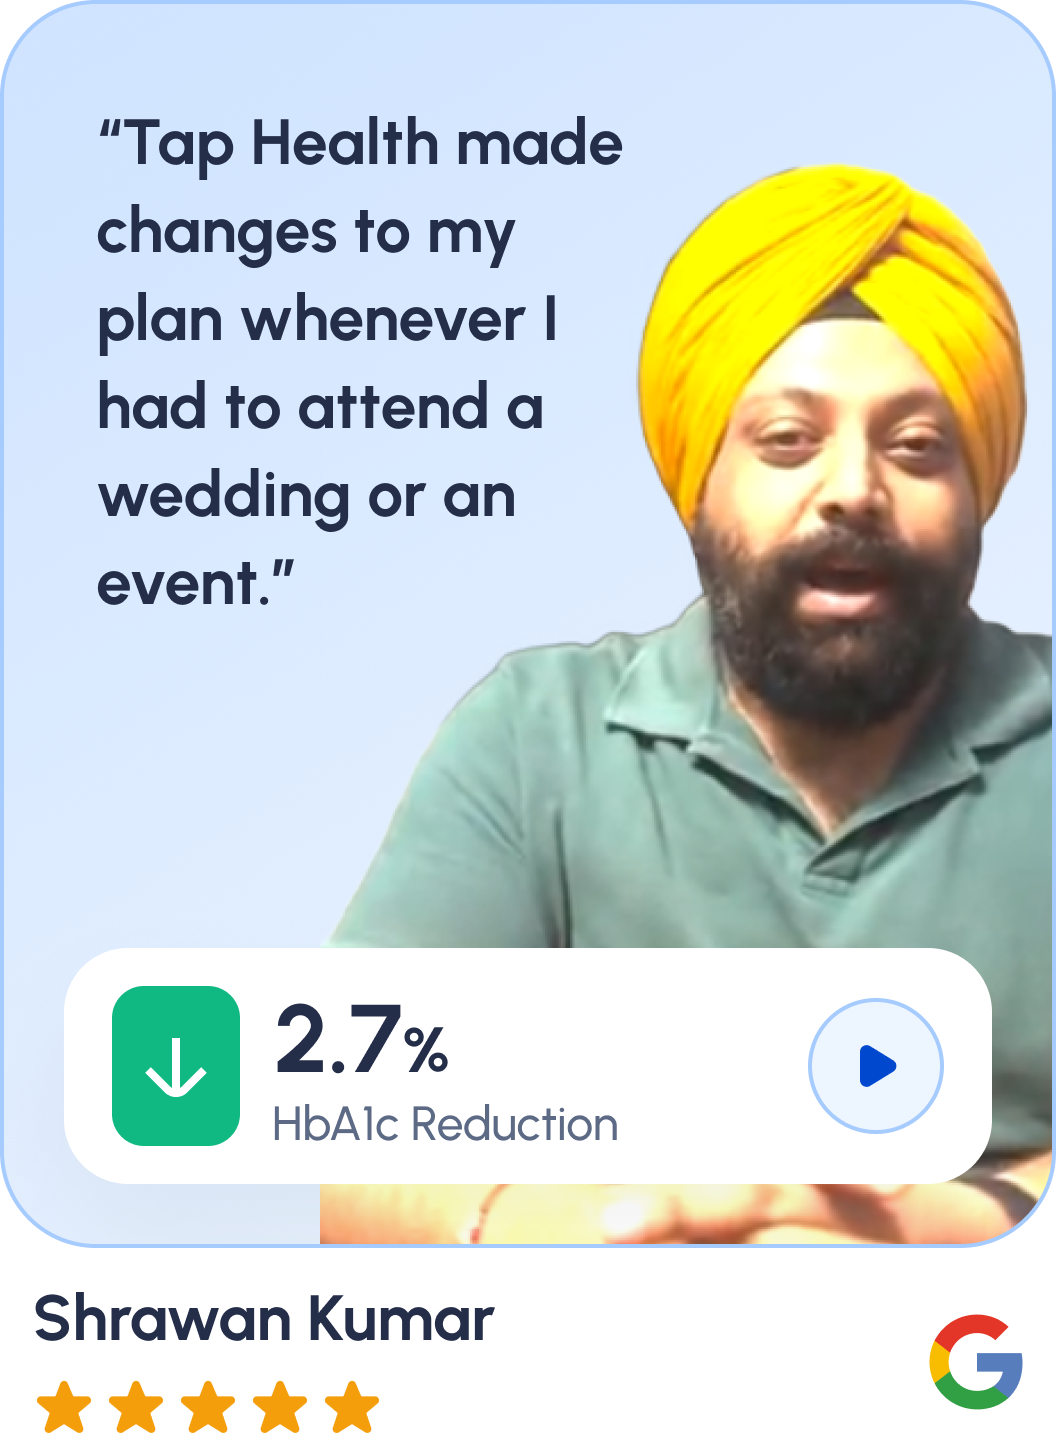 “Tap Health made
changes to my
plan whenever I
had to attend a
wedding or an
event.”
2.7%
HbA1c Reduction
Shrawan Kumar